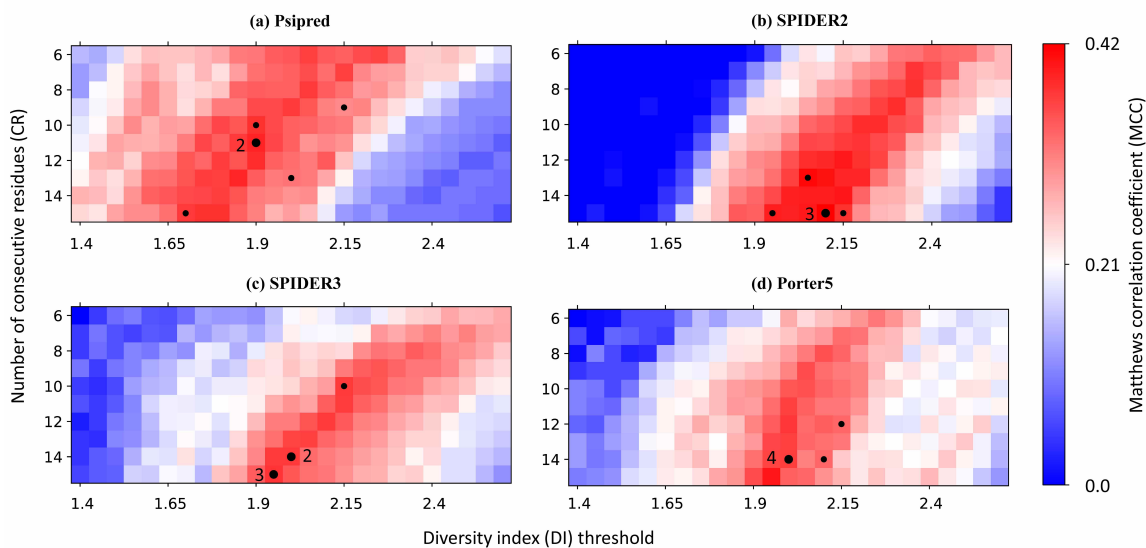 (a) Psipred
(b) SPIDER2
6
8
10
12
14
2
1.4 1.65 1.9 2.15 2.4
6
8
10
12
14
3
1.4 1.65 1.9 2.15 2.4
(c) SPIDER3
(d) Porter5
6
8
10
12
14
2
3
1.4 1.65 1.9 2.15 2.4
6
8
10
12
14
4
1.4 1.65 1.9 2.15 2.4
Number of consecutive residues (CR)
Diversity index (DI) threshold
0.42
0.21
0.0
Matthews correlation coefficient (MCC)